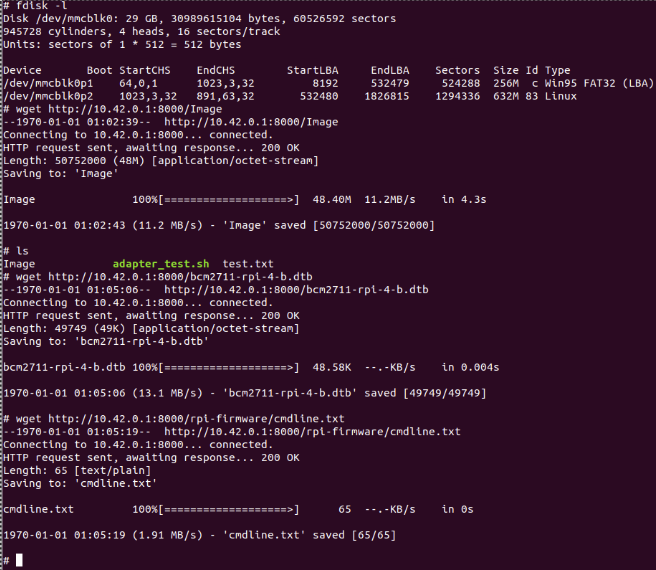 # fdisk -l
Disk /dev/mmcblk0: 29 GB, 30989615104 bytes, 60526592 sectors
945728 cylinders, 4 heads, 16 sectors/track
Units: sectors of 1 * 512 = 512 bytes
Device       Boot StartCHS    EndCHS        StartLBA     EndLBA    Sectors  Size Id Type
/dev/mmcblk0p1    64,0,1      1023,3,32         8192     532479     524288  256M  c Win95 FAT32 (LBA)
/dev/mmcblk0p2    1023,3,32   891,63,32       532480    1826815    1294336  632M 83 Linux
# wget http://10.42.0.1:8000/Image
--1970-01-01 01:02:39--  http://10.42.0.1:8000/Image
Connecting to 10.42.0.1:8000... connected.
HTTP request sent, awaiting response... 200 OK
Length: 50752000 (48M) [application/octet-stream]
Saving to: 'Image'
Image               100%[===================>]  48.40M  11.2MB/s    in 4.3s
1970-01-01 01:02:43 (11.2 MB/s) - 'Image' saved [50752000/50752000]
# ls
Image            adapter_test.sh  test.txt
# wget http://10.42.0.1:8000/bcm2711-rpi-4-b.dtb
--1970-01-01 01:05:06--  http://10.42.0.1:8000/bcm2711-rpi-4-b.dtb
Connecting to 10.42.0.1:8000... connected.
HTTP request sent, awaiting response... 200 OK
Length: 49749 (49K) [application/octet-stream]
Saving to: 'bcm2711-rpi-4-b.dtb'
bcm2711-rpi-4-b.dtb 100%[===================>]  48.58K  --.-KB/s    in 0.004s
1970-01-01 01:05:06 (13.1 MB/s) - 'bcm2711-rpi-4-b.dtb' saved [49749/49749]
# wget http://10.42.0.1:8000/rpi-firmware/cmdline.txt
--1970-01-01 01:05:19--  http://10.42.0.1:8000/rpi-firmware/cmdline.txt
Connecting to 10.42.0.1:8000... connected.
HTTP request sent, awaiting response... 200 OK
Length: 65 [text/plain]
Saving to: 'cmdline.txt'
cmdline.txt         100%[===================>]      65  --.-KB/s    in 0s
1970-01-01 01:05:19 (1.91 MB/s) - 'cmdline.txt' saved [65/65]
#